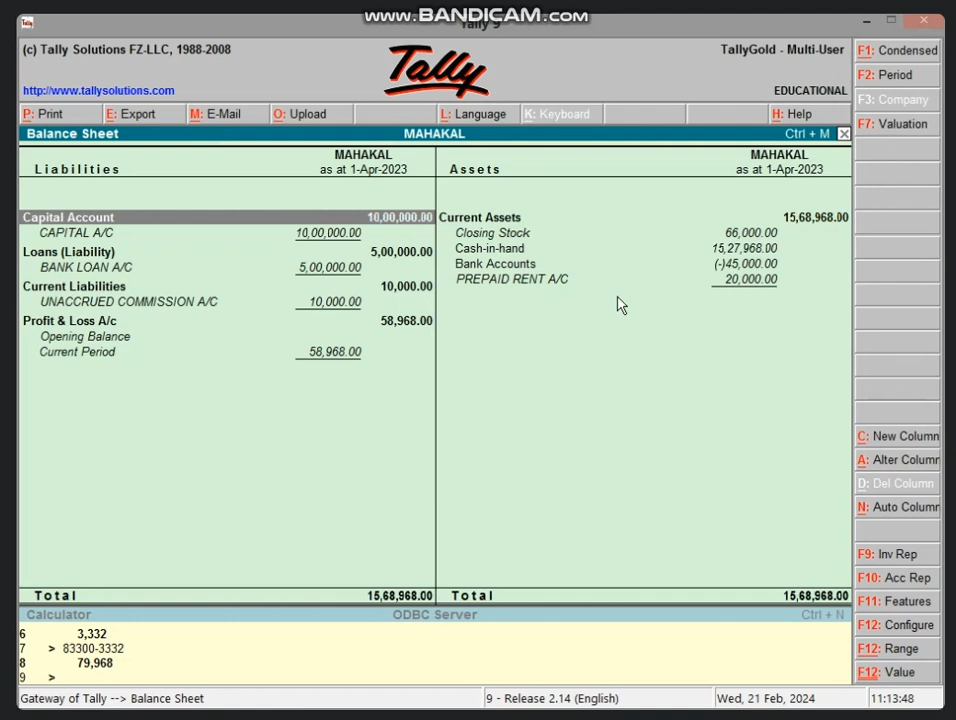 www.BANDICAM.com
Tally 9
(c) Tally Solutions FZ-LLC, 1988-2008
Tally
TallyGold - Multi-User
http://www.tallysolutions.com
EDUCATIONAL
P: Print E: Export M: E-Mail O: Upload L: Language K: Keyboard H: Help
Balance Sheet MAHAKAL Ctrl + M
MAHAKAL MAHAKAL
Liabilities as at 1-Apr-2023 Assets as at 1-Apr-2023
Capital Account 10,00,000.00 Current Assets 15,68,968.00
CAPITAL A/C 10,00,000.00 Closing Stock 66,000.00
Loans (Liability) 5,00,000.00 Cash-in-hand 15,27,968.00
BANK LOAN A/C 5,00,000.00 Bank Accounts (-)45,000.00
Current Liabilities 10,000.00 PREPAID RENT A/C 20,000.00
UNACCRUED COMMISSION A/C 10,000.00
Profit & Loss A/c 58,968.00
Opening Balance
Current Period 58,968.00
Total 15,68,968.00 Total 15,68,968.00
Calculator ODBC Server Ctrl + N
6 3,332
7 > 83300-3332
8 79,968
9 >
Gateway of Tally --> Balance Sheet 9 - Release 2.14 (English) Wed, 21 Feb, 2024 11:13:48
F1: Condensed
F2: Period
F3: Company
F7: Valuation
C: New Column
A: Alter Column
D: Del Column
N: Auto Column
F9: Inv Rep
F10: Acc Rep
F11: Features
F12: Configure
F12: Range
F12: Value